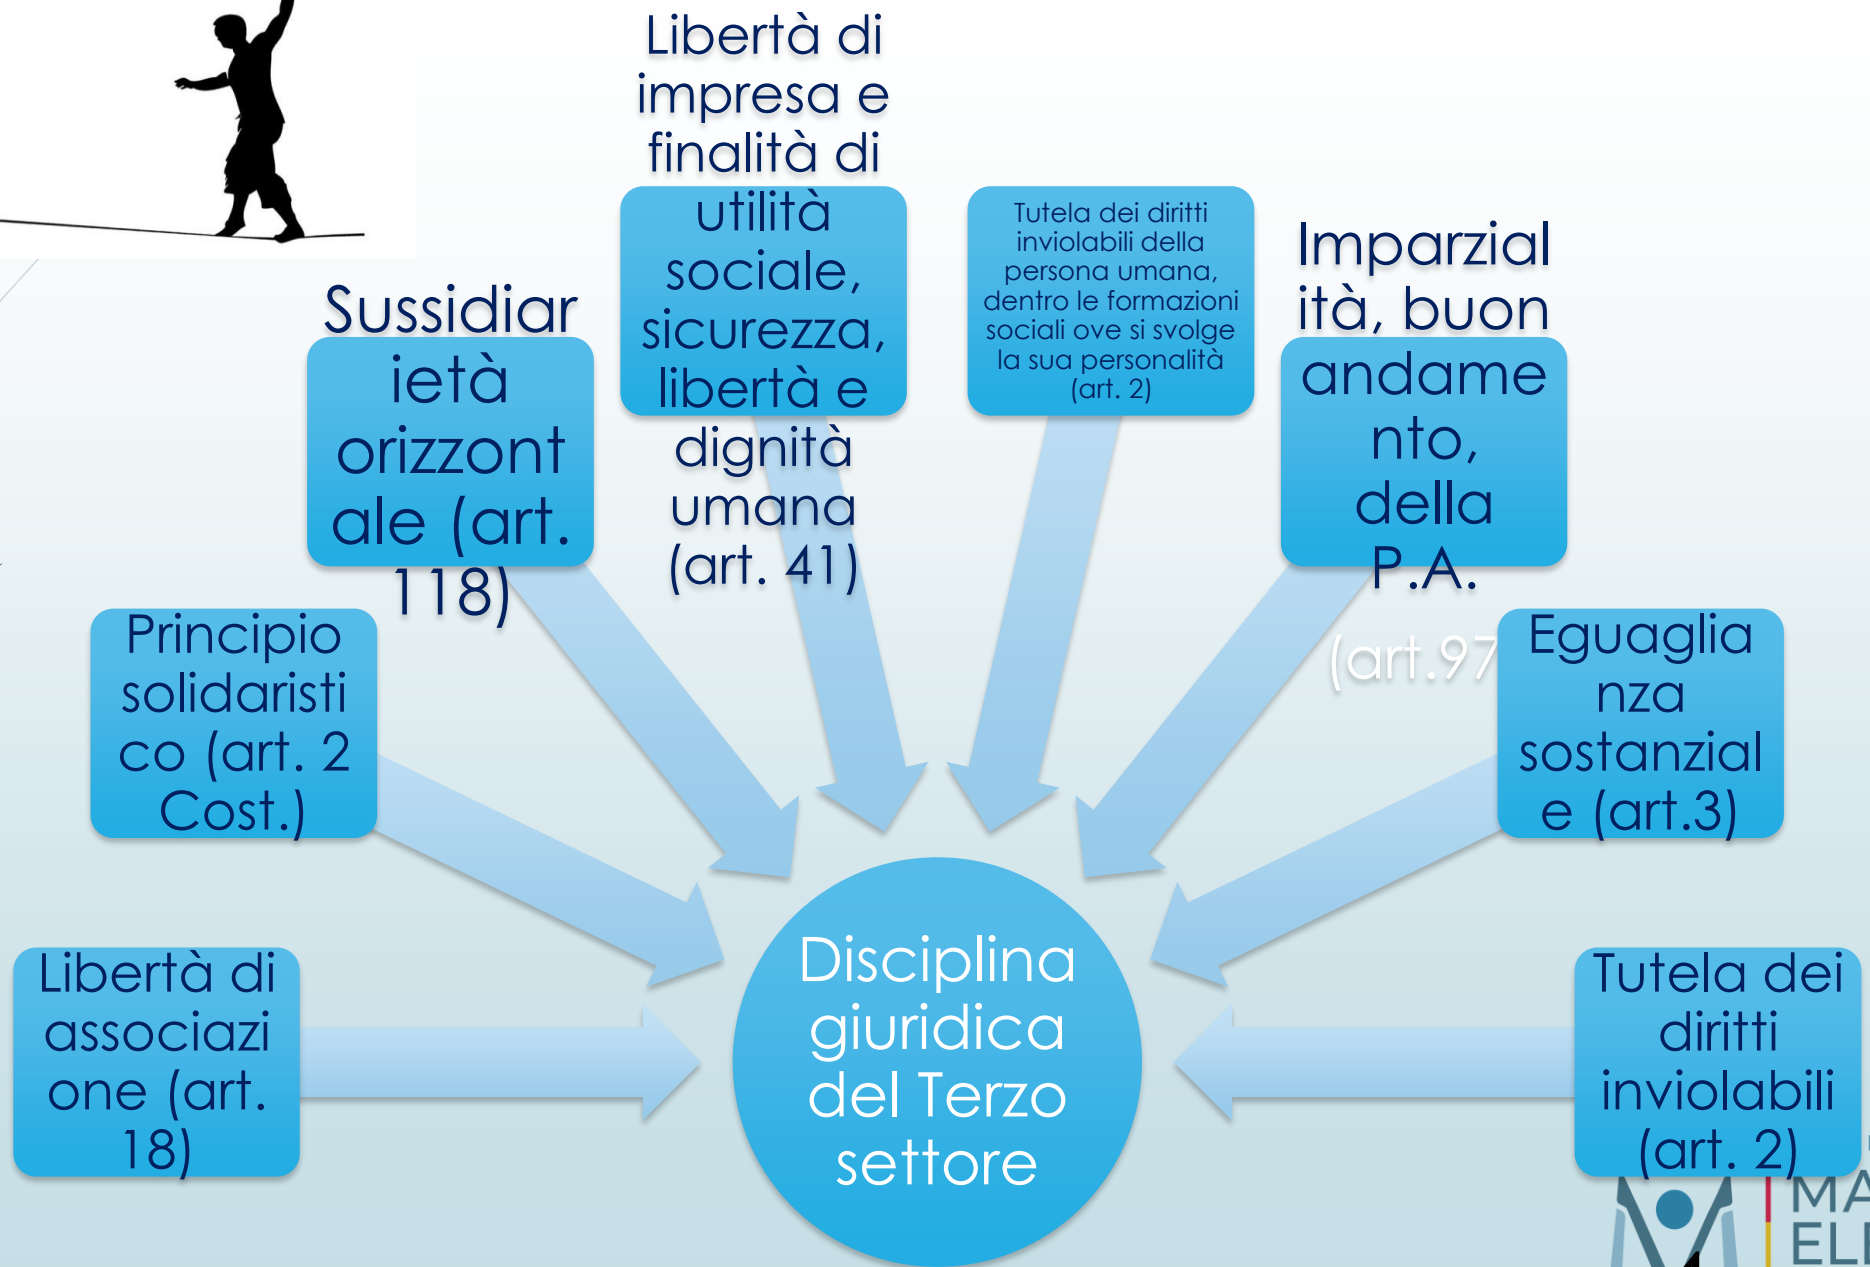 Libertà di
impresa e
finalità di
utilità
sociale,
sicurezza,
libertà e
dignità
umana
(art. 41)
Tutela dei diritti
inviolabili della
persona umana,
dentro le formazioni
sociali ove si svolge
la sua personalità
(art. 2)
Imparzial
ità, buon
andame
nto,
della
P.A.
(art.97
Sussidiar
ietà
orizzont
ale (art.
118)
Principio
solidaristi
co (art. 2
Cost.)
Eguaglia
nza
sostanzial
e (art.3)
Libertà di
associazi
one (art.
18)
Disciplina
giuridica
del Terzo
settore
Tutela dei
diritti
inviolabili
(art. 2)